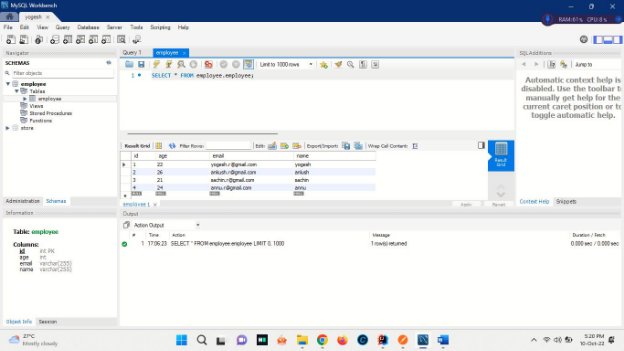 MySQL Workbench
yogesh ×
RAM:61% CPU:8%
File Edit View Query Database Server Tools Scripting Help
Navigator
Query 1
employee ×
SQLAdditions
SCHEMAS
Limit to 1000 rows
Jump to
Filter objects
1 SELECT * FROM employee.employee;
employee
Tables
employee
Views
Stored Procedures
Functions
store
Automatic context help is
disabled. Use the toolbar to
manually get help for the
current caret position or to
toggle automatic help.
Result Grid
Filter Rows:
Edit:
Export/Import:
Wrap Cell Content:
id age email name
1 22 yogesh.r@gmail.com yogesh
2 26 ankush.r@gmail.com ankush
3 21 sachin.r@gmail.com sachin
4 24 annu.r@gmail.com annu
NULL NULL NULL NULL
Result
Grid
Administration Schemas
employee 1 ×
Apply Revert
Context Help Snippets
Information
Output
Table: employee
Columns:
id int PK
age int
email varchar(255)
name varchar(255)
Action Output
# Time Action Message Duration / Fetch
1 17:06:23 SELECT * FROM employee.employee LIMIT 0, 1000 1 row(s) returned 0.000 sec / 0.000 sec
Object Info Session
27°C
Mostly cloudy
5:20 PM
10-Oct-22